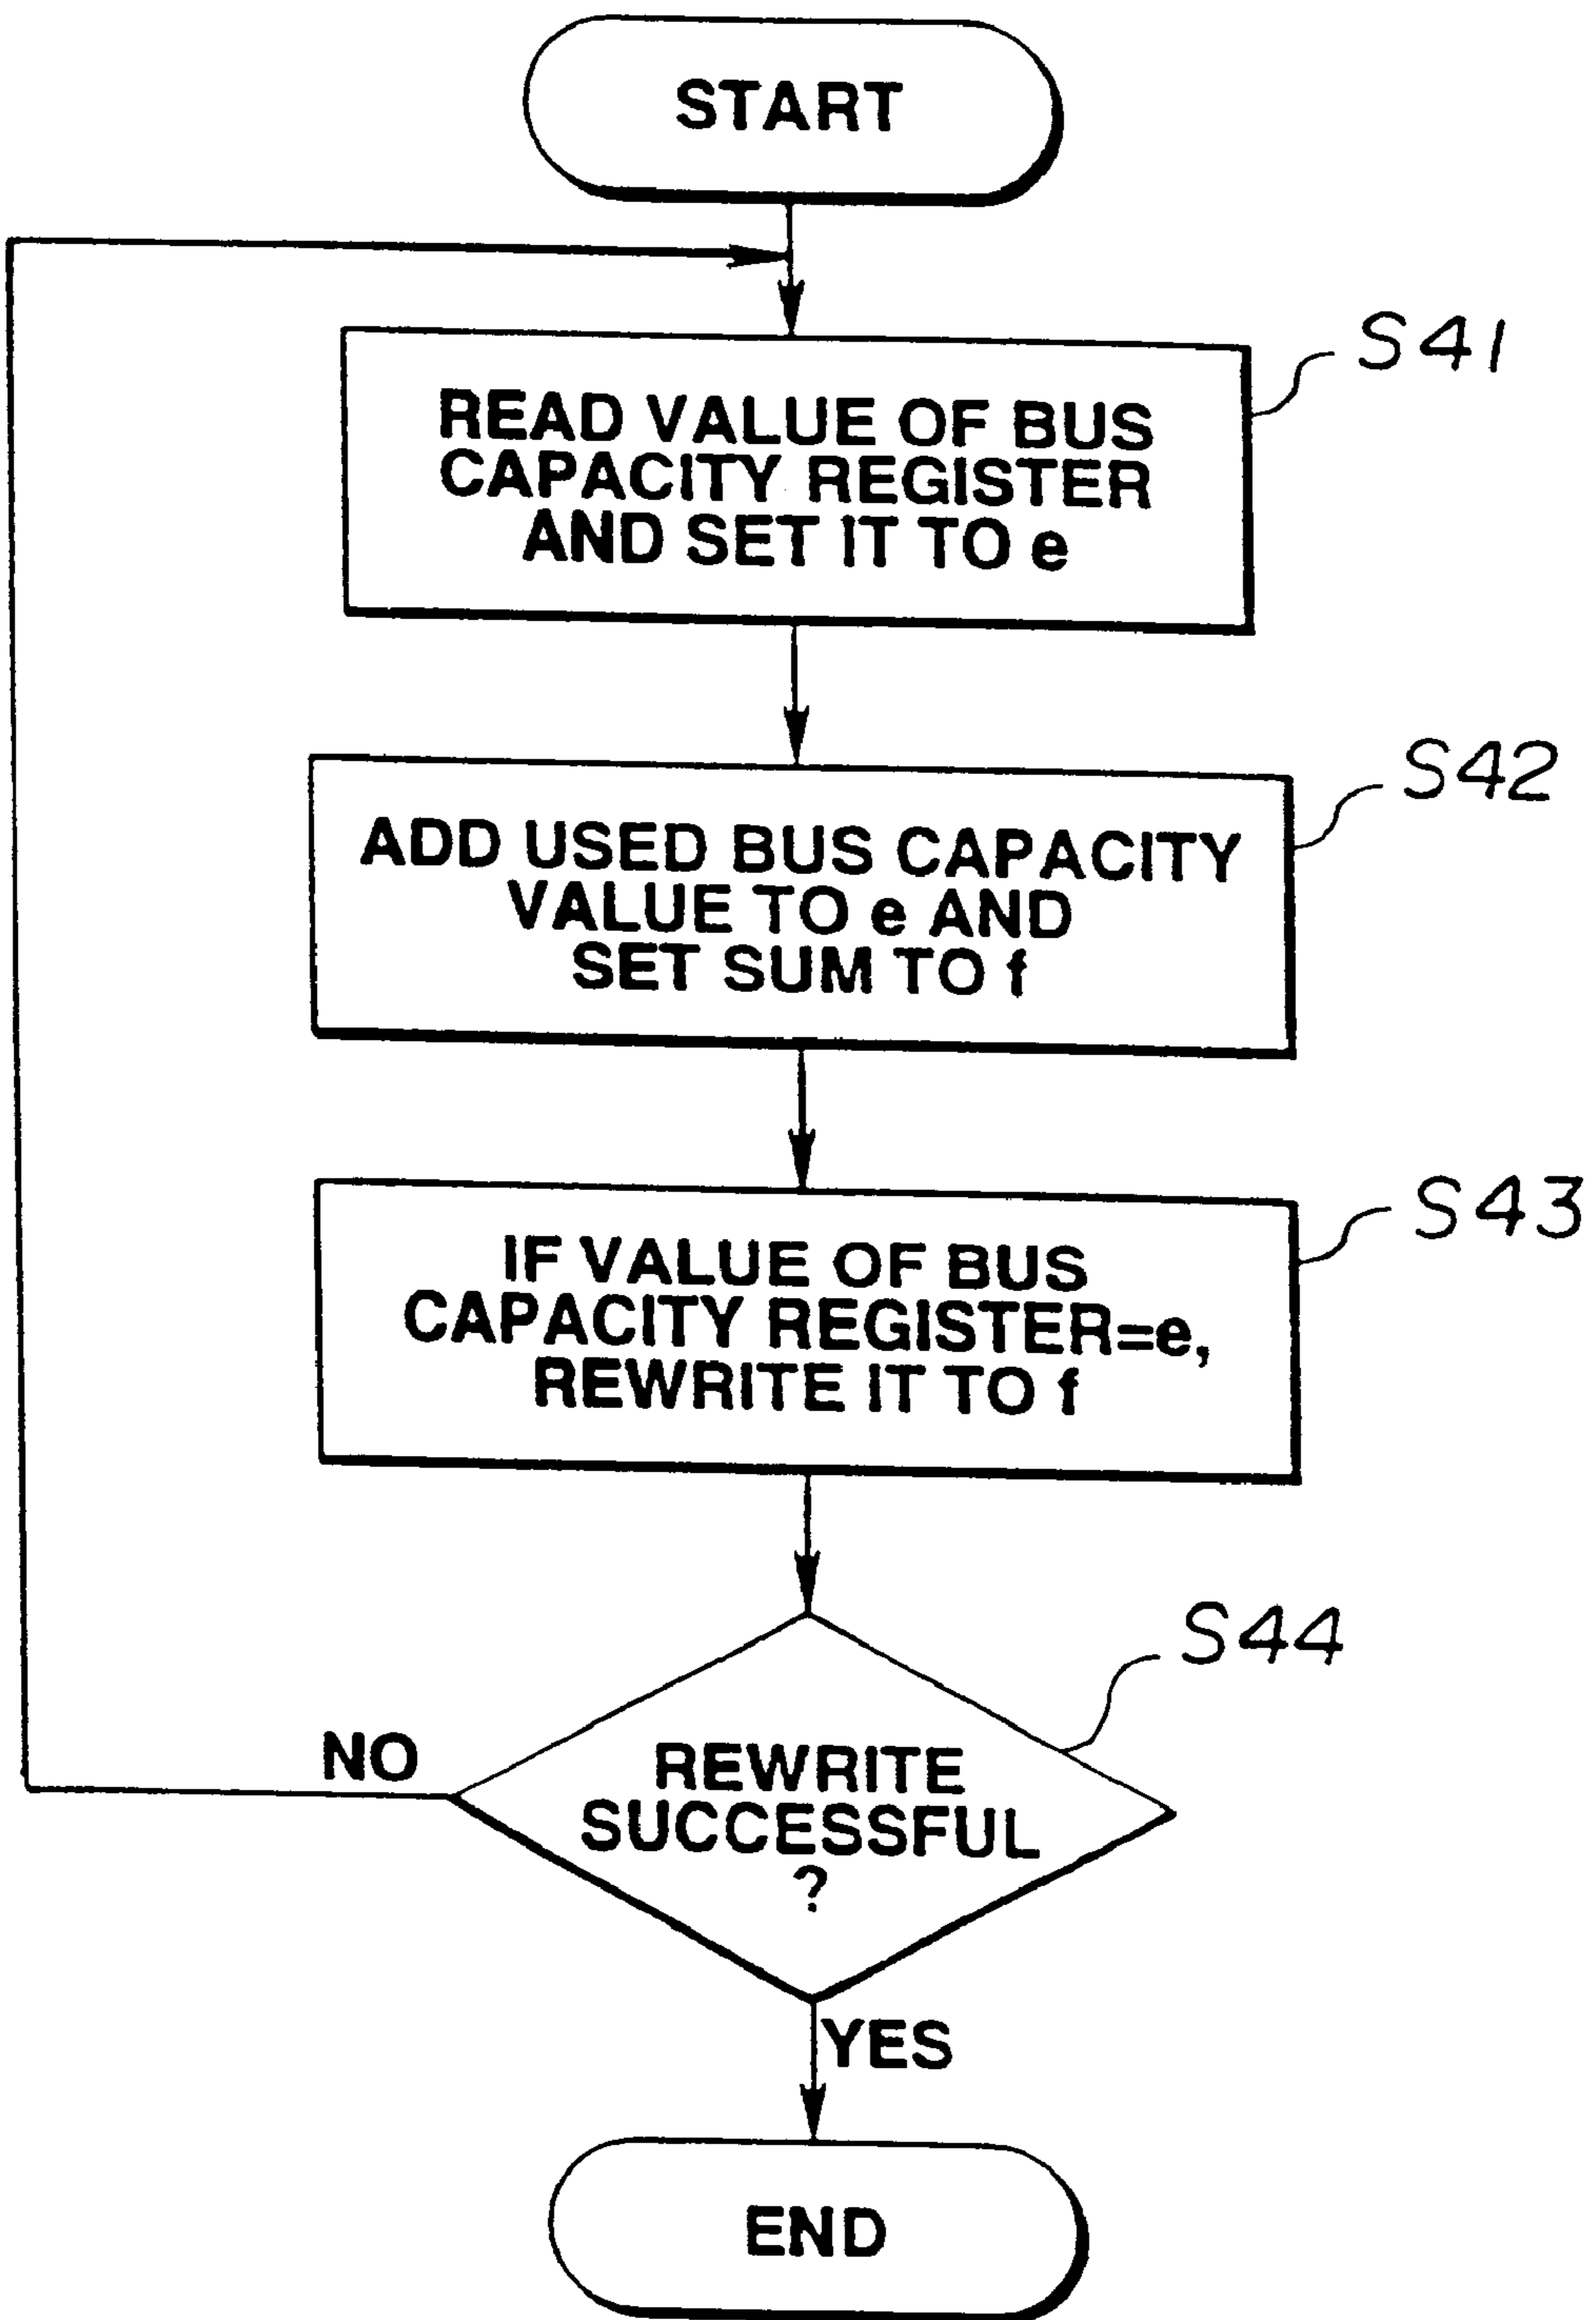 START
S41
READ VALUE OF BUS
CAPACITY REGISTER
AND SET IT TO e
S42
ADD USED BUS CAPACITY
VALUE TO e AND
SET SUM TO f
S43
IF VALUE OF BUS
CAPACITY REGISTER=e,
REWRITE IT TO f
S44
NO
REWRITE
SUCCESSFUL
?
YES
END